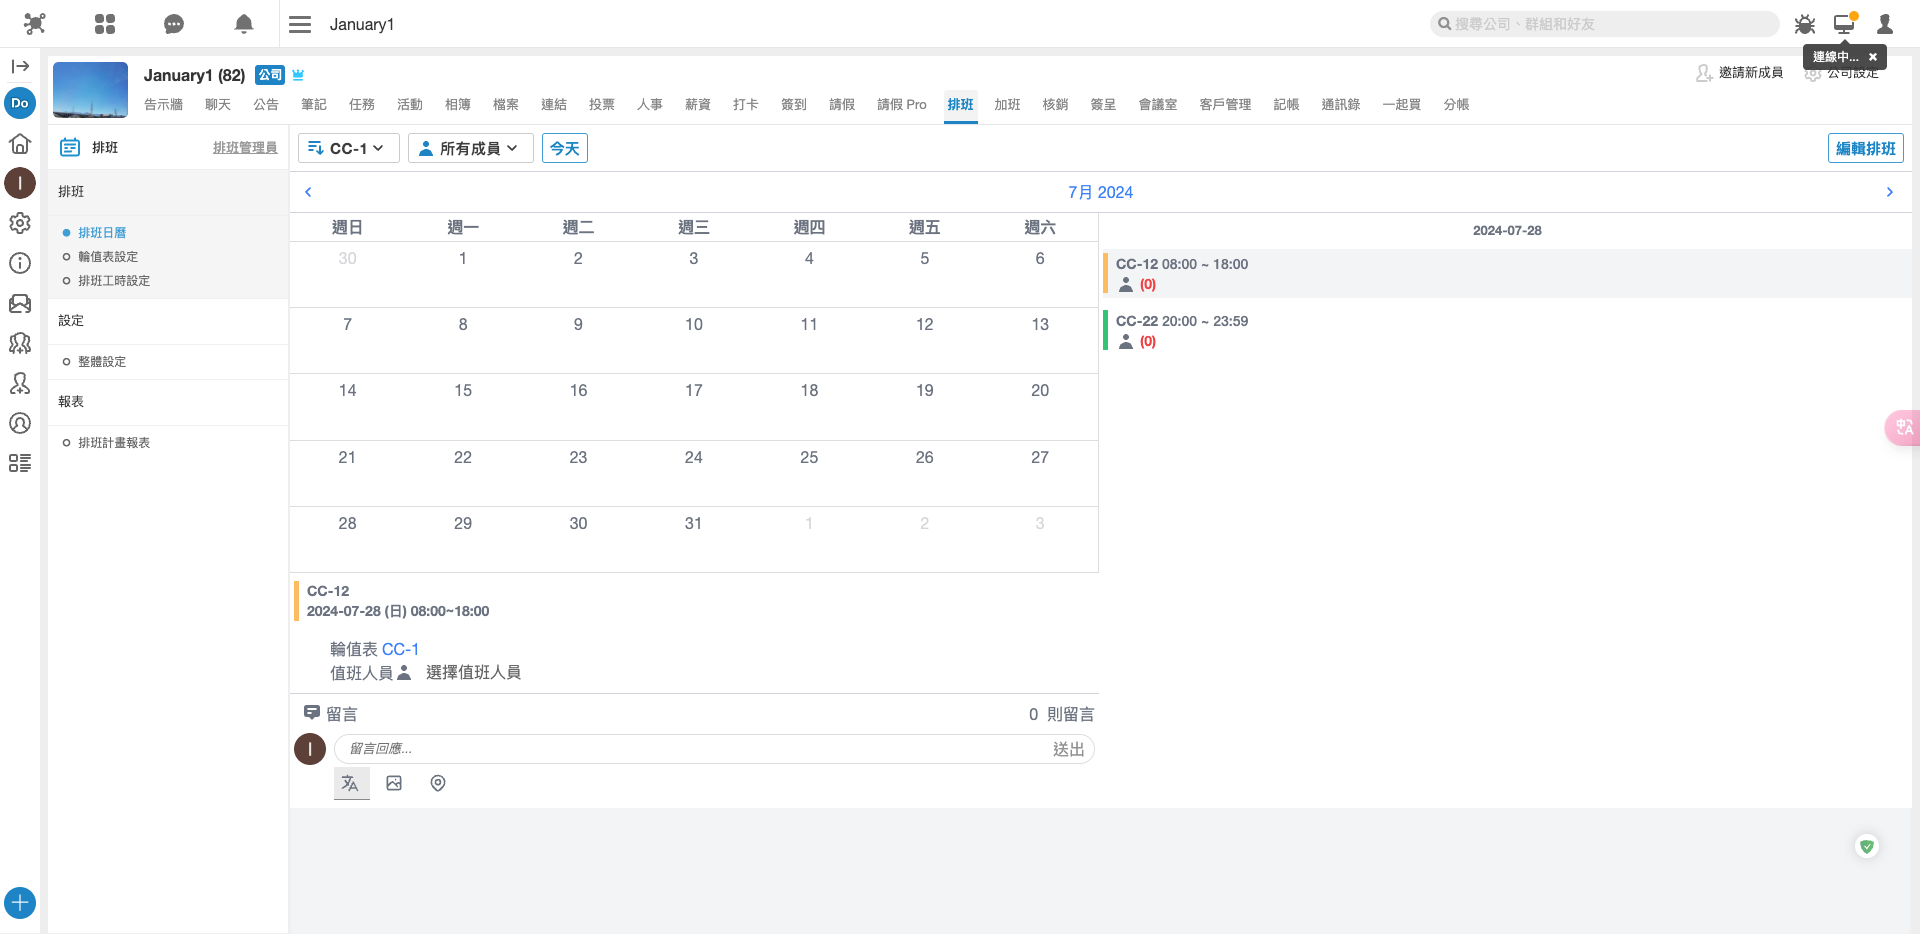 January1
搜尋公司、群組和好友
連線中... ×
January1 (82) 公司
邀請新成員 公司設定
告示牆 聊天 公告 筆記 任務 活動 相簿 檔案 連結 投票 人事 薪資 打卡 簽到 請假 請假 Pro 排班 加班 核銷 簽呈 會議室 客戶管理 記帳 通訊錄 一起買 分帳
Do
I
排班 排班管理員
排班
排班日曆
輪值表設定
排班工時設定
設定
整體設定
報表
排班計畫報表
CC-1 所有成員 今天 編輯排班
7月 2024
週日 週一 週二 週三 週四 週五 週六
30 1 2 3 4 5 6
7 8 9 10 11 12 13
14 15 16 17 18 19 20
21 22 23 24 25 26 27
28 29 30 31 1 2 3
2024-07-28
CC-12 08:00 ~ 18:00
(0)
CC-22 20:00 ~ 23:59
(0)
CC-12
2024-07-28 (日) 08:00~18:00
輪值表 CC-1
值班人員 選擇值班人員
留言 0 則留言
I 留言回應... 送出
文A
中A